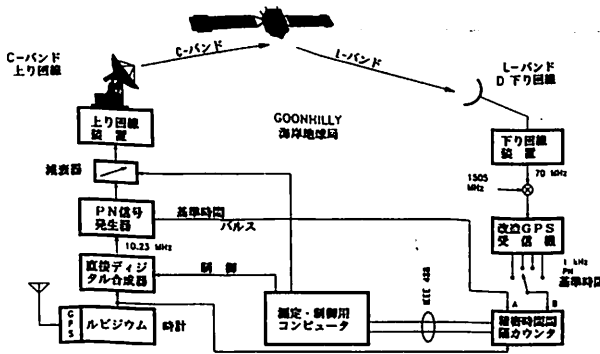 C-バンド
上り回線
C-バンド
L-バンド
L-バンド
D 下り回線
GOONHILLY
海岸地球局
上り回線
装置
下り回線
装置
減衰器
70 MHz
1505
MHz
PN信号
発生器
基準時間
パルス
改造GPS
受信機
10.23 MHz
1 kHz
PN
基準時間
直接ディジ
タル合成器
制御
IEEE 488
A
B
GPS
ルビジウム
時計
測定・制御用
コンピュータ
精密時間間
隔カウンタ